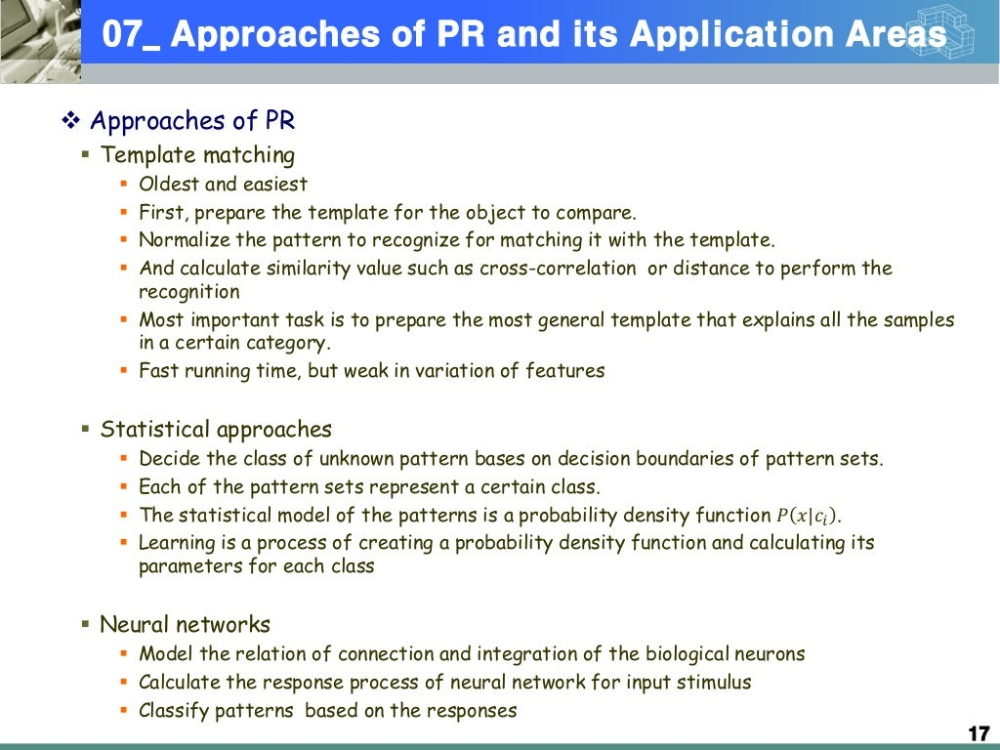 07_ Approaches of PR and its Application Areas
❖ Approaches of PR
▪ Template matching
▪ Oldest and easiest
▪ First, prepare the template for the object to compare.
▪ Normalize the pattern to recognize for matching it with the template.
▪ And calculate similarity value such as cross-correlation or distance to perform the
recognition
▪ Most important task is to prepare the most general template that explains all the samples
in a certain category.
▪ Fast running time, but weak in variation of features
▪ Statistical approaches
▪ Decide the class of unknown pattern bases on decision boundaries of pattern sets.
▪ Each of the pattern sets represent a certain class.
▪ The statistical model of the patterns is a probability density function P(x|cᵢ).
▪ Learning is a process of creating a probability density function and calculating its
parameters for each class
▪ Neural networks
▪ Model the relation of connection and integration of the biological neurons
▪ Calculate the response process of neural network for input stimulus
▪ Classify patterns based on the responses
17